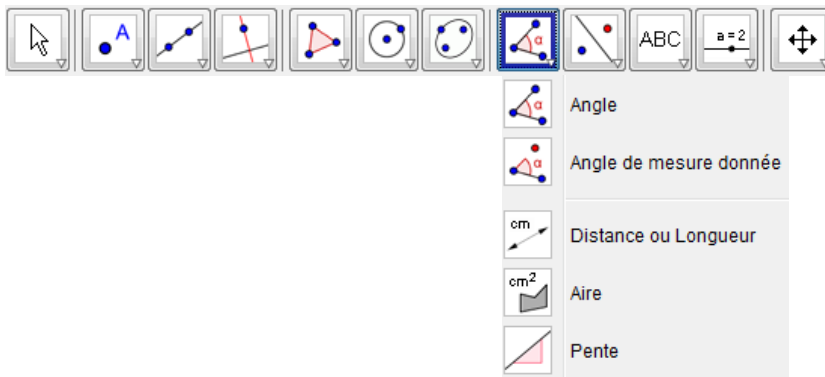 A
α
ABC
a = 2
α
Angle
α
Angle de mesure donnée
cm
Distance ou Longueur
cm²
Aire
Pente